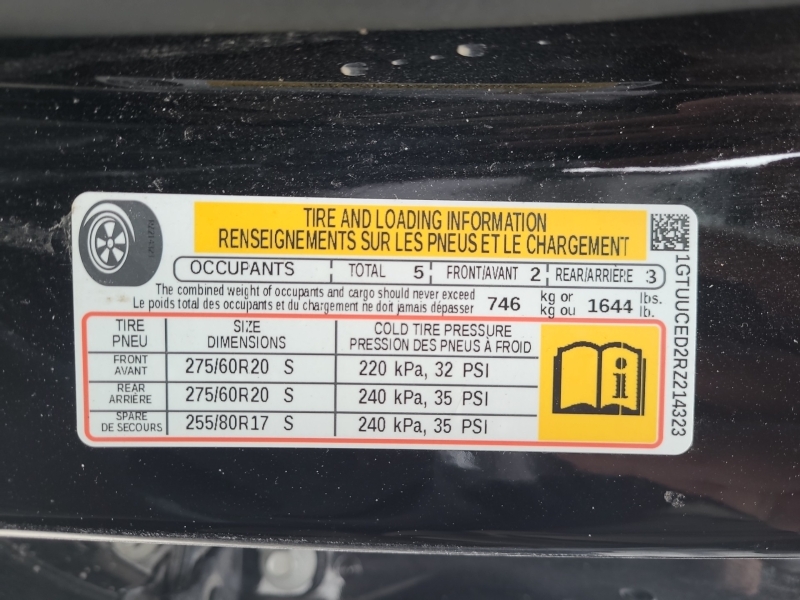 TIRE AND LOADING INFORMATION
RENSEIGNEMENTS SUR LES PNEUS ET LE CHARGEMENT
OCCUPANTS TOTAL 5 FRONT/AVANT 2 REAR/ARRIÈRE 3
The combined weight of occupants and cargo should never exceed 746 kg or 1644 lbs.
Le poids total des occupants et du chargement ne doit jamais dépasser kg ou lb.
TIRE PNEU SIZE DIMENSIONS COLD TIRE PRESSURE PRESSION DES PNEUS À FROID
FRONT AVANT 275/60R20 S 220 kPa, 32 PSI
REAR ARRIÈRE 275/60R20 S 240 kPa, 35 PSI
SPARE DE SECOURS 255/80R17 S 240 kPa, 35 PSI
i
1GTUUCED2RZ214323